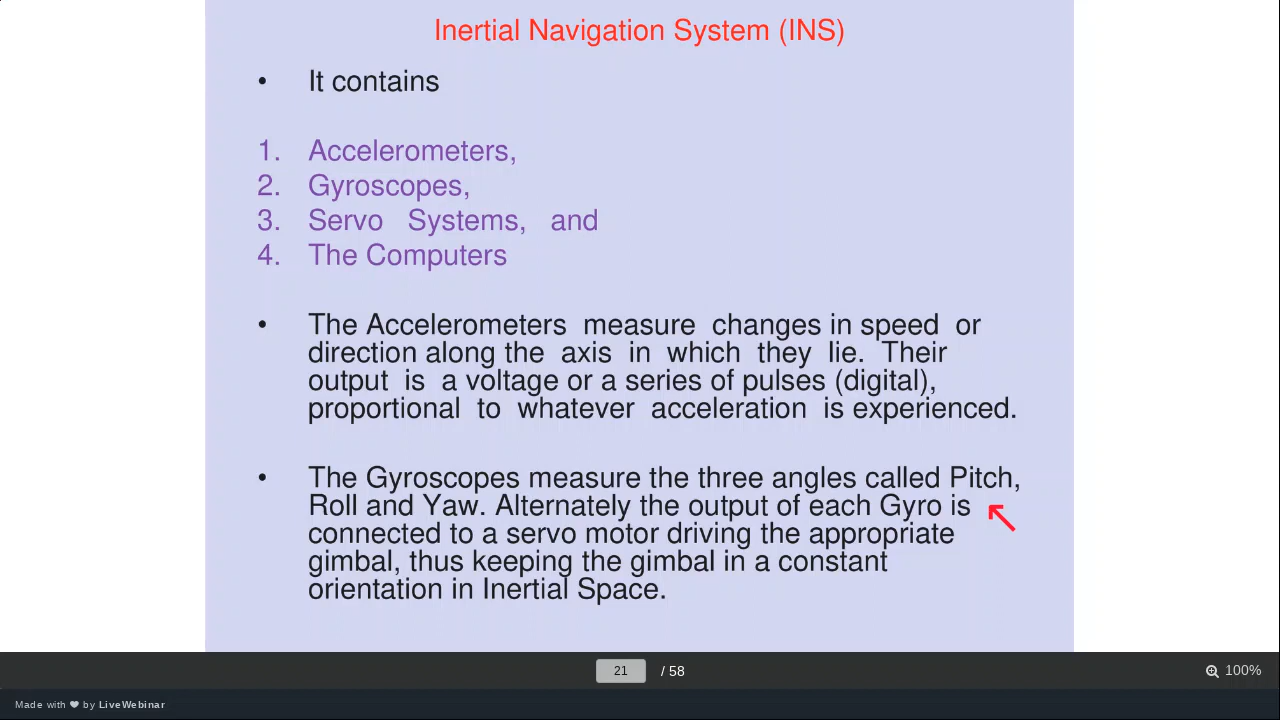 Inertial Navigation System (INS)
• It contains
1. Accelerometers,
2. Gyroscopes,
3. Servo Systems, and
4. The Computers
• The Accelerometers measure changes in speed or
direction along the axis in which they lie. Their
output is a voltage or a series of pulses (digital),
proportional to whatever acceleration is experienced.
• The Gyroscopes measure the three angles called Pitch,
Roll and Yaw. Alternately the output of each Gyro is
connected to a servo motor driving the appropriate
gimbal, thus keeping the gimbal in a constant
orientation in Inertial Space.
21 / 58
100%
Made with ❤ by LiveWebinar